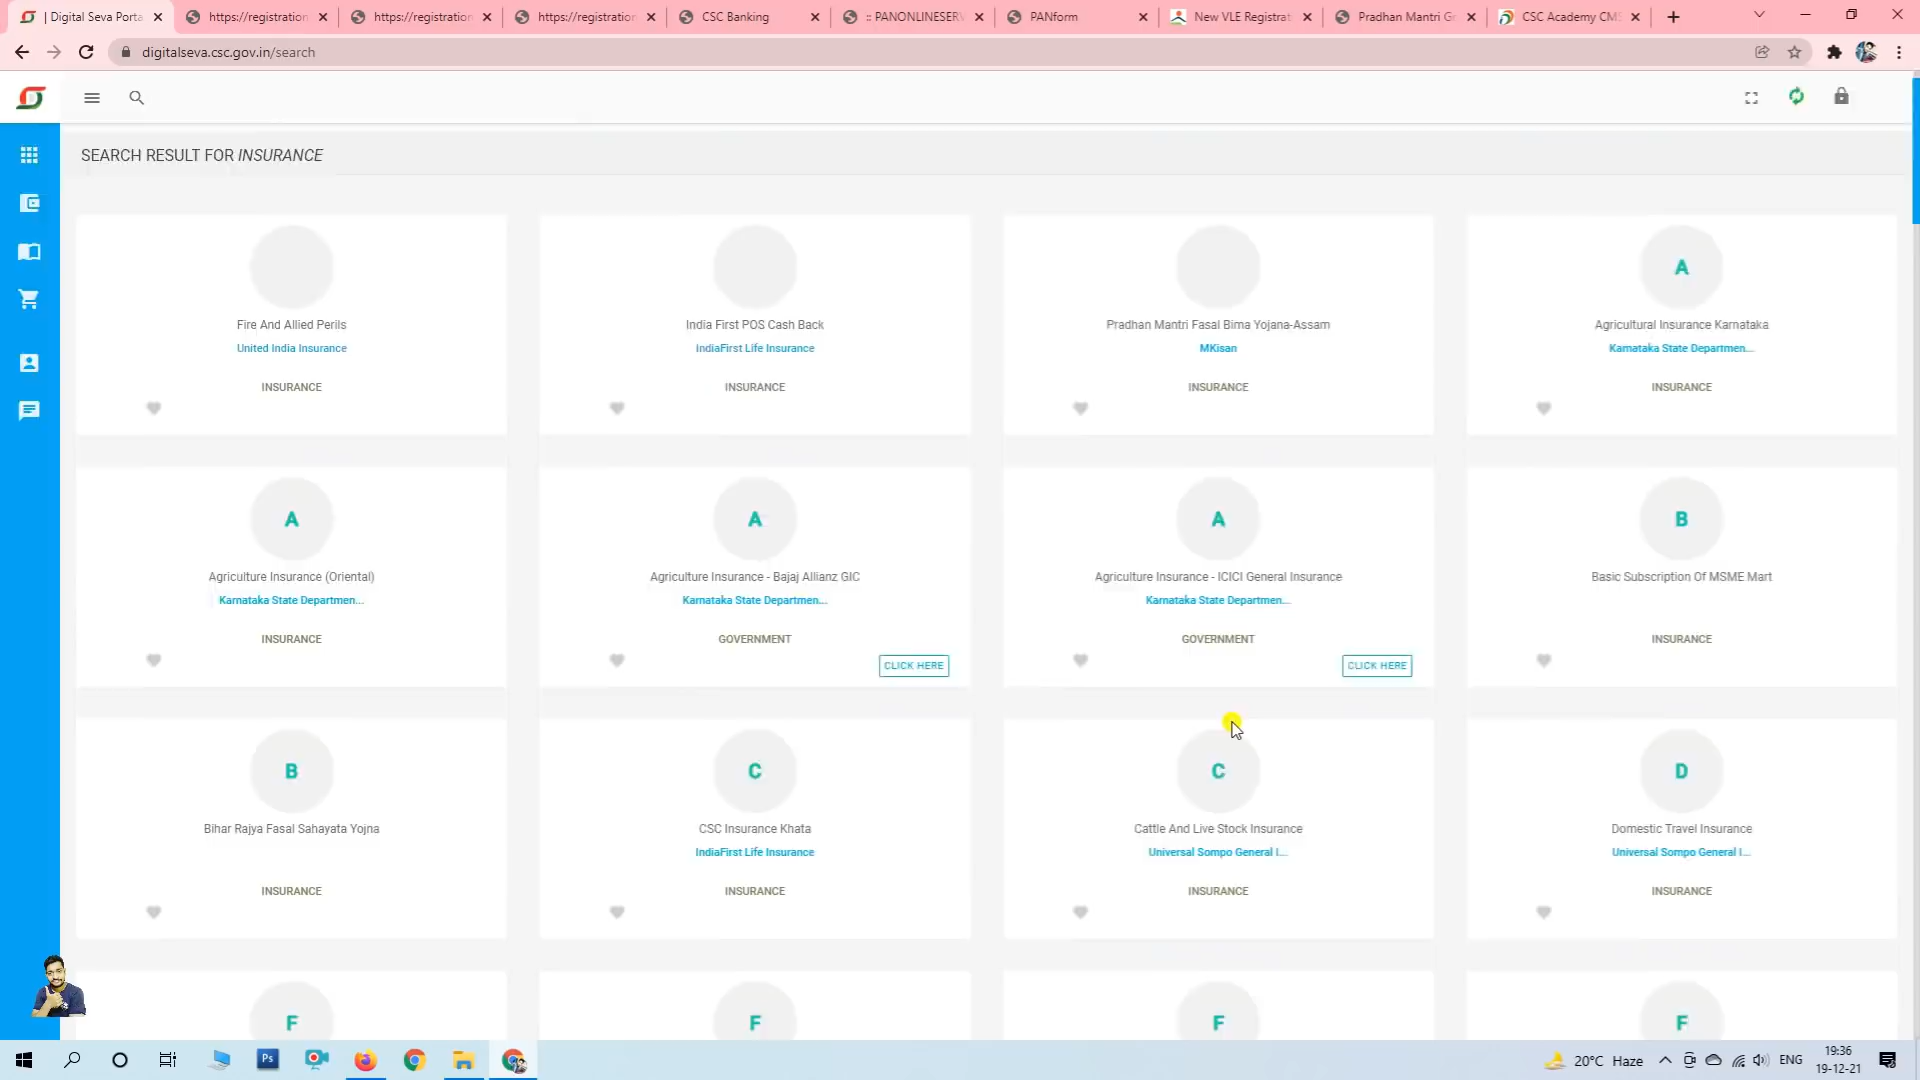 | Digital Seva Porta
https://registration
https://registration
https://registration
CSC Banking
:: PANONLINESER
PANform
New VLE Registrat
Pradhan Mantri G
CSC Academy CMS
digitalseva.csc.gov.in/search
SEARCH RESULT FOR INSURANCE
Fire And Allied Perils
United India Insurance
INSURANCE
India First POS Cash Back
IndiaFirst Life Insurance
INSURANCE
Pradhan Mantri Fasal Bima Yojana-Assam
MKisan
INSURANCE
A
Agricultural Insurance Karnataka
Karnataka State Departmen...
INSURANCE
A
Agriculture Insurance (Oriental)
Karnataka State Departmen...
INSURANCE
A
Agriculture Insurance - Bajaj Allianz GIC
Karnataka State Departmen...
GOVERNMENT
CLICK HERE
A
Agriculture Insurance - ICICI General Insurance
Karnataka State Departmen...
GOVERNMENT
CLICK HERE
B
Basic Subscription Of MSME Mart
INSURANCE
B
Bihar Rajya Fasal Sahayata Yojna
INSURANCE
C
CSC Insurance Khata
IndiaFirst Life Insurance
INSURANCE
C
Cattle And Live Stock Insurance
Universal Sompo General I...
INSURANCE
D
Domestic Travel Insurance
Universal Sompo General I...
INSURANCE
F
F
F
F
Ps
20°C Haze
ENG
19:36
19-12-21